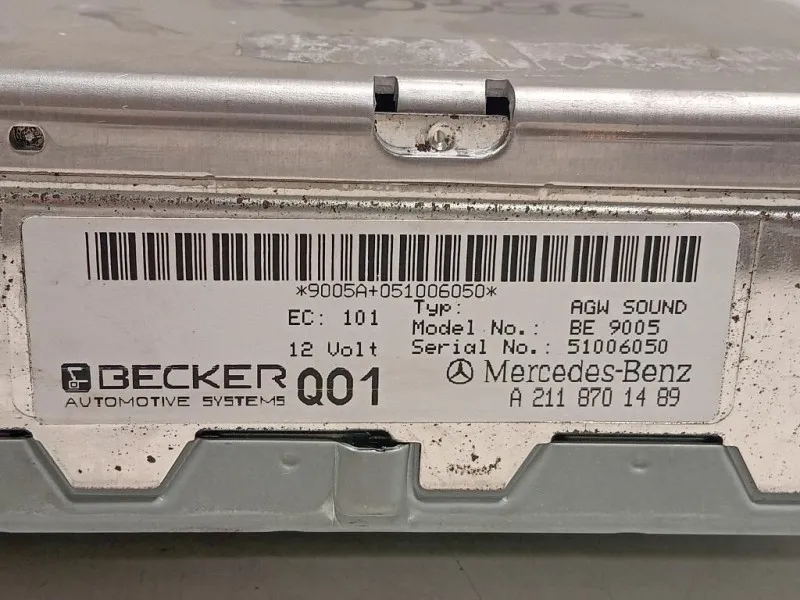 *9005A+051006050*
EC: 101 Typ: AGW SOUND
Model No.: BE 9005
12 Volt Serial No.: 51006050
BECKER Q01 Mercedes-Benz
AUTOMOTIVE SYSTEMS A 211 870 14 89